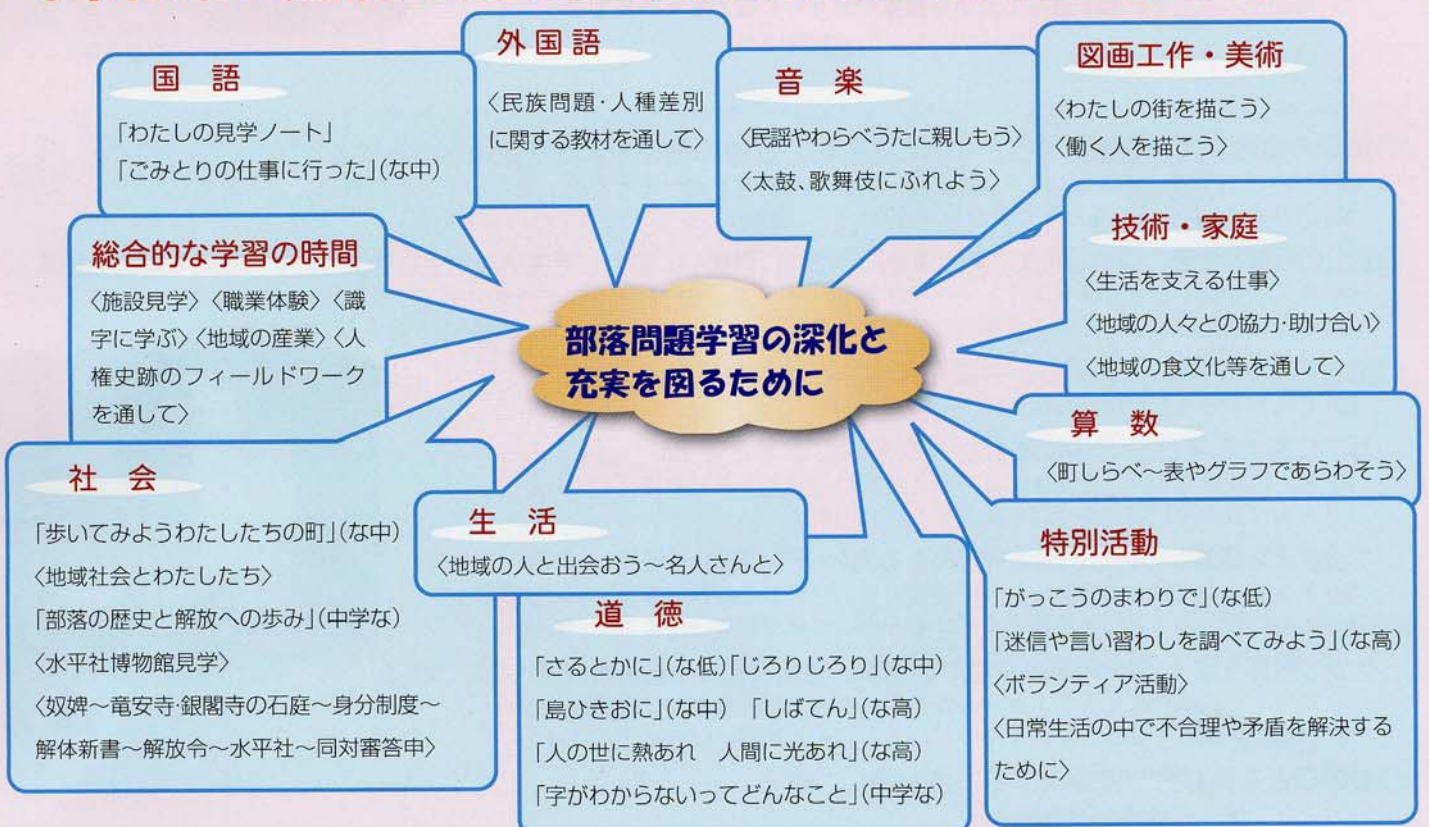 国語
「わたしの見学ノート」
「ごみとりの仕事に行った」(な中)
外国語
〈民族問題・人種差別
に関する教材を通して〉
音楽
〈民謡やわらべうたに親しもう〉
〈太鼓、歌舞伎にふれよう〉
図画工作・美術
〈わたしの街を描こう〉
〈働く人を描こう〉
総合的な学習の時間
〈施設見学〉〈職業体験〉〈識
字に学ぶ〉〈地域の産業〉〈人
権史跡のフィールドワーク
を通して〉
部落問題学習の深化と
充実を図るために
技術・家庭
〈生活を支える仕事〉
〈地域の人々との協力・助け合い〉
〈地域の食文化等を通して〉
算数
〈町しらべ～表やグラフであらわそう〉
社会
「歩いてみようわたしたちの町」(な中)
〈地域社会とわたしたち〉
「部落の歴史と解放への歩み」(中学な)
〈水平社博物館見学〉
〈奴婢～竜安寺・銀閣寺の石庭～身分制度～
解体新書～解放令～水平社～同対審答申〉
生活
〈地域の人と出会おう～名人さんと〉
道徳
「さるとかに」(な低)「じろりじろり」(な中)
「島ひきおに」(な中) 「しばてん」(な高)
「人の世に熱あれ 人間に光あれ」(な高)
「字がわからないってどんなこと」(中学な)
特別活動
「がっこうのまわりで」(な低)
「迷信や言い習わしを調べてみよう」(な高)
〈ボランティア活動〉
〈日常生活の中で不合理や矛盾を解決する
ために〉